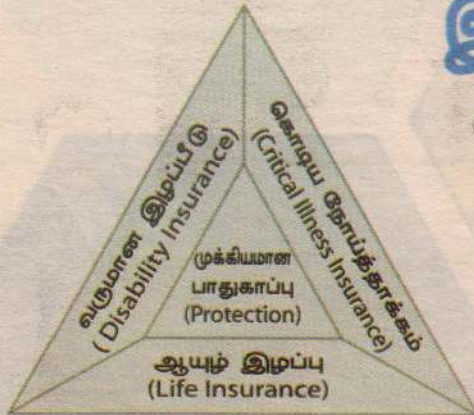 வருமான இழப்பீடு
( Disability Insurance)
கொடிய நோய்த்தாக்கம்
(Critical Illness Insurance)
முக்கியமான
பாதுகாப்பு
(Protection)
ஆயுழ் இழப்பு
(Life Insurance)